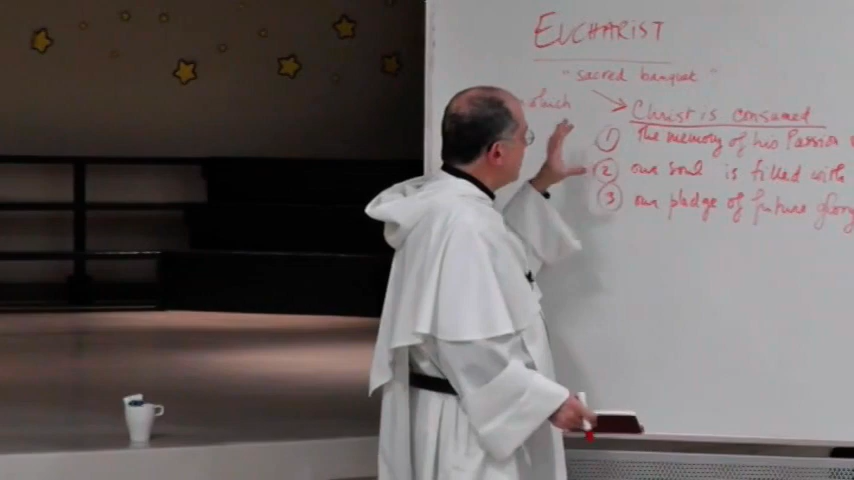 EUCHARIST
"sacred banquet"
which
Christ is consumed
1 the memory of his Passion
2 our soul is filled with
3 our pledge of future glory